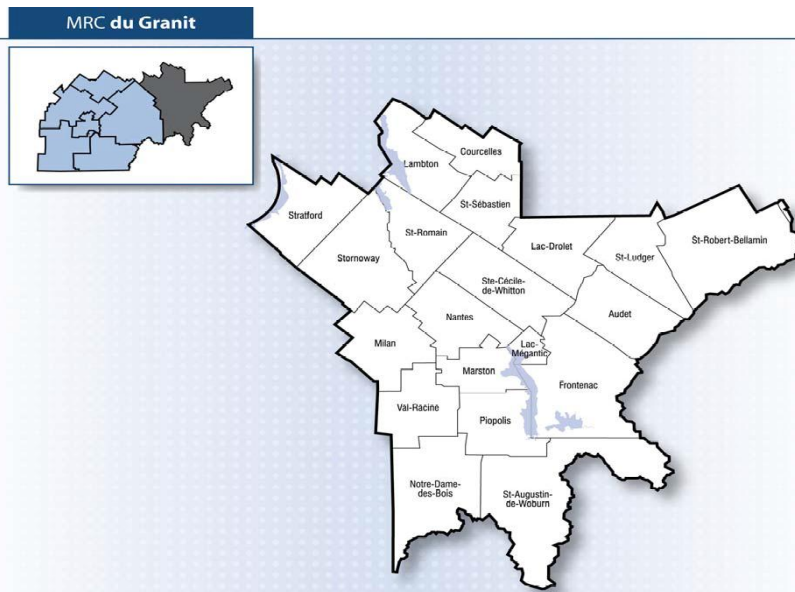 MRC du Granit
Courcelles
Lambton
St-Sébastien
Stratford
St-Romain
Lac-Drolet
St-Ludger
St-Robert-Bellamin
Stornoway
Ste-Cécile-
de-Whitton
Audet
Nantes
Milan
Lac-
Mégantic
Marston
Frontenac
Val-Racine
Piopolis
Notre-Dame-
des-Bois
St-Augustin-
de-Woburn